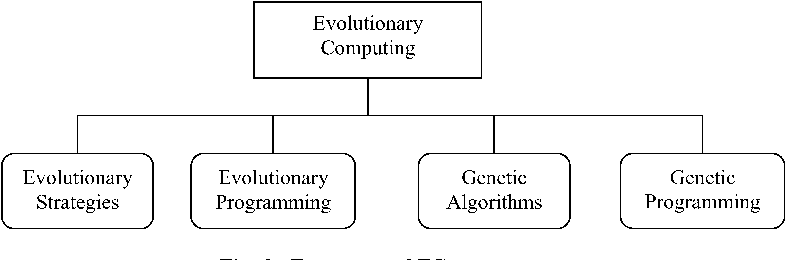 Evolutionary
Computing
Evolutionary
Strategies
Evolutionary
Programming
Genetic
Algorithms
Genetic
Programming